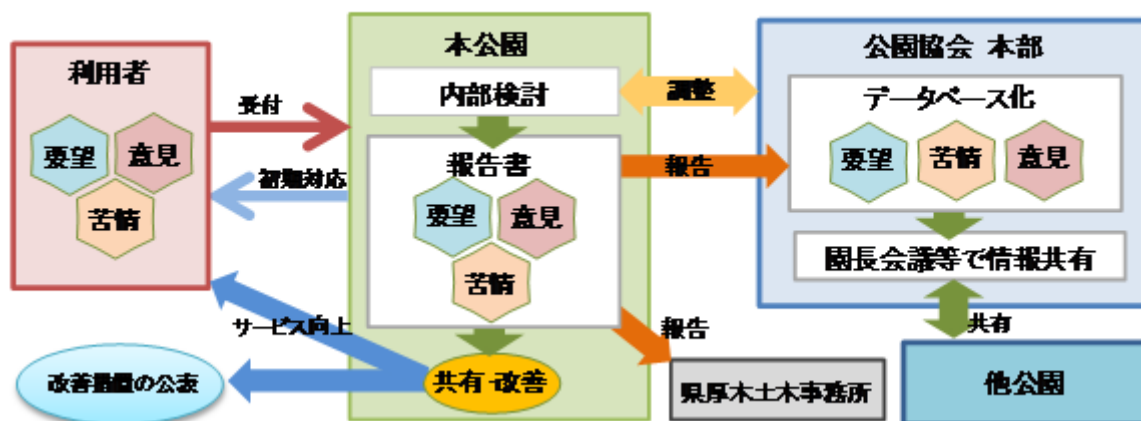 利用者
要望
意見
苦情
受付
初期対応
サービス向上
改善措置の公表
本公園
内部検討
報告書
要望
意見
苦情
共有・改善
調整
報告
報告
県厚木土木事務所
公園協会 本部
データベース化
要望
苦情
意見
園長会議等で情報共有
共有
他公園